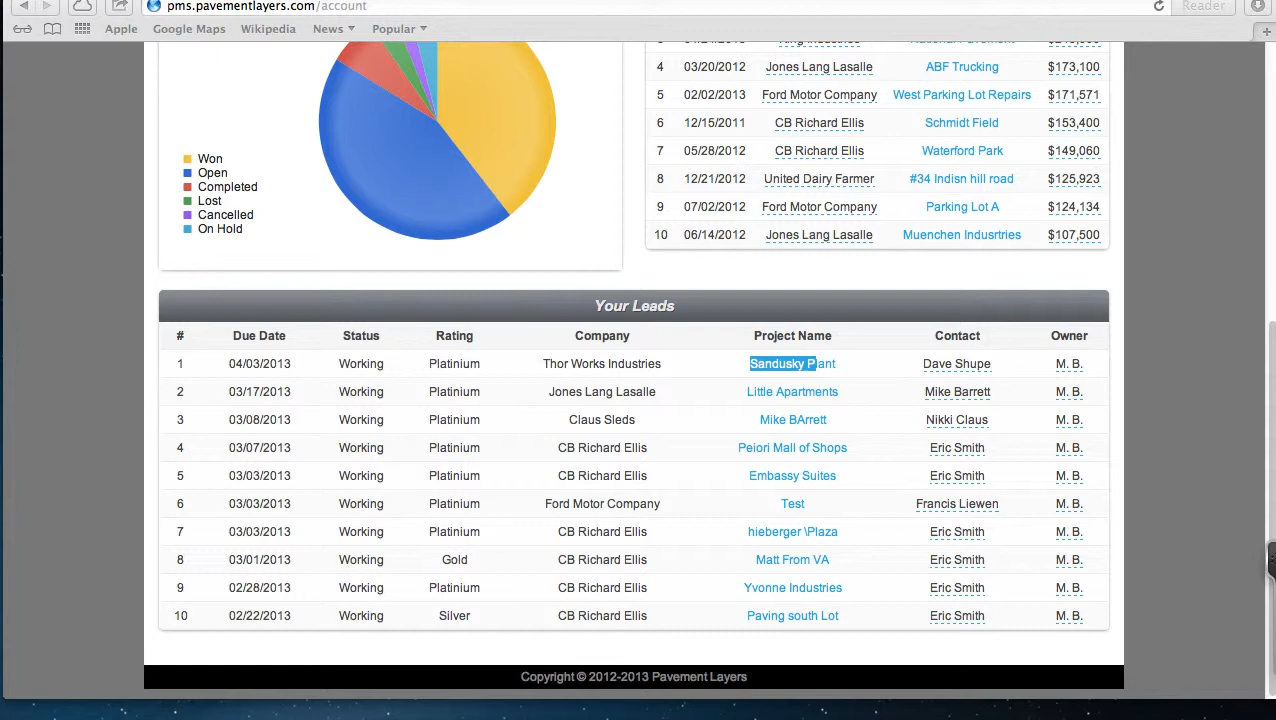 pms.pavementlayers.com/account
Reader
Apple Google Maps Wikipedia News Popular
4 03/20/2012 Jones Lang Lasalle ABF Trucking $173,100
5 02/02/2013 Ford Motor Company West Parking Lot Repairs $171,571
6 12/15/2011 CB Richard Ellis Schmidt Field $153,400
7 05/28/2012 CB Richard Ellis Waterford Park $149,060
8 12/21/2012 United Dairy Farmer #34 Indisn hill road $125,923
9 07/02/2012 Ford Motor Company Parking Lot A $124,134
10 06/14/2012 Jones Lang Lasalle Muenchen Indusrtries $107,500
Won
Open
Completed
Lost
Cancelled
On Hold
Your Leads
# Due Date Status Rating Company Project Name Contact Owner
1 04/03/2013 Working Platinium Thor Works Industries Sandusky Plant Dave Shupe M. B.
2 03/17/2013 Working Platinium Jones Lang Lasalle Little Apartments Mike Barrett M. B.
3 03/08/2013 Working Platinium Claus Sleds Mike BArrett Nikki Claus M. B.
4 03/07/2013 Working Platinium CB Richard Ellis Peiori Mall of Shops Eric Smith M. B.
5 03/03/2013 Working Platinium CB Richard Ellis Embassy Suites Eric Smith M. B.
6 03/03/2013 Working Platinium Ford Motor Company Test Francis Liewen M. B.
7 03/03/2013 Working Platinium CB Richard Ellis hieberger \Plaza Eric Smith M. B.
8 03/01/2013 Working Gold CB Richard Ellis Matt From VA Eric Smith M. B.
9 02/28/2013 Working Platinium CB Richard Ellis Yvonne Industries Eric Smith M. B.
10 02/22/2013 Working Silver CB Richard Ellis Paving south Lot Eric Smith M. B.
Copyright © 2012-2013 Pavement Layers